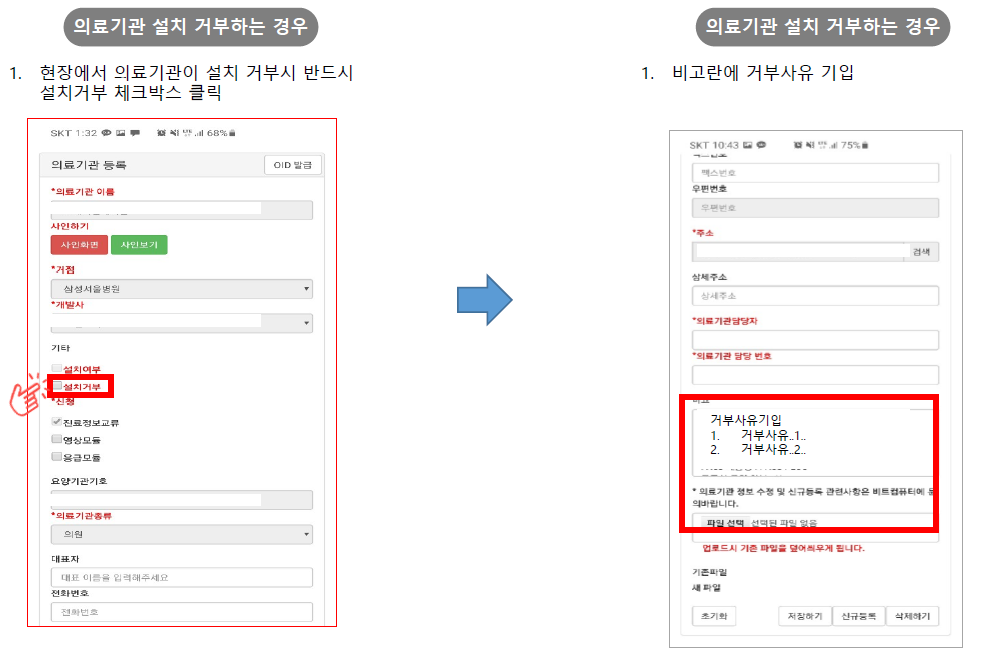 의료기관 설치 거부하는 경우
1. 현장에서 의료기관이 설치 거부시 반드시
설치거부 체크박스 클릭
SKT 1:32 68%
의료기관 등록
OID 발급
*의료기관 이름
사인하기
사인화면 사인보기
*거점
삼성서울병원
*개발사
기타
설치여부
설치거부
*신청
진료정보교류
영상모듈
응급모듈
요양기관기호
*의료기관종류
의원
대표자
대표 이름을 입력해주세요
전화번호
전화번호
의료기관 설치 거부하는 경우
1. 비고란에 거부사유 기입
SKT 10:43 75%
팩스번호
우편번호
우편번호
*주소
검색
상세주소
상세주소
*의료기관담당자
*의료기관 담당 번호
비고
거부사유기입
1. 거부사유..1..
2. 거부사유..2..
* 의료기관 정보 수정 및 신규등록 관련사항은 비트컴퓨터에 문
의바랍니다.
파일 선택 선택된 파일 없음
업로드시 기존 파일을 덮어씌우게 됩니다.
기존파일
새 파일
초기화 저장하기 신규등록 삭제하기